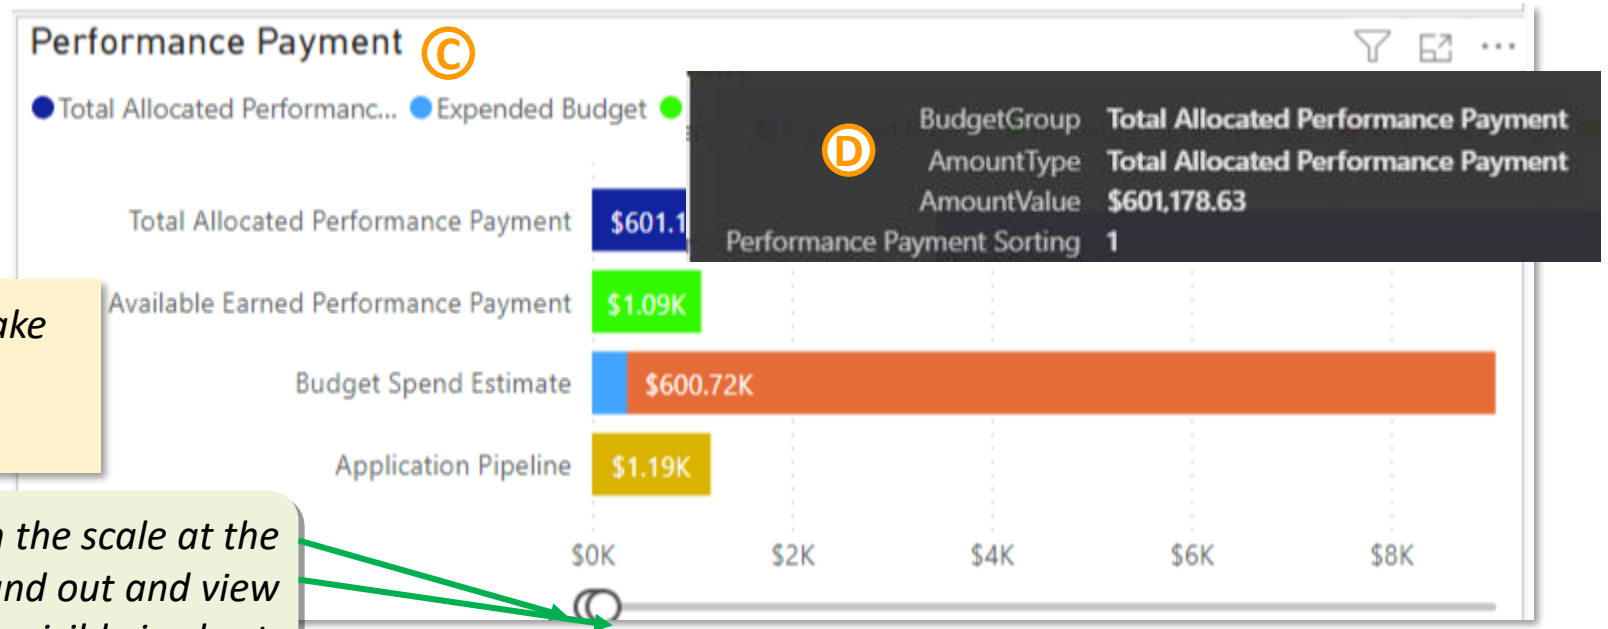 Performance Payment
C
Total Allocated Performanc... Expended Budget
D
BudgetGroup Total Allocated Performance Payment
AmountType Total Allocated Performance Payment
AmountValue $601,178.63
Performance Payment Sorting 1
Total Allocated Performance Payment $601.1
Available Earned Performance Payment $1.09K
Budget Spend Estimate $600.72K
Application Pipeline $1.19K
$0K $2K $4K $6K $8K
the scale at the
out and view